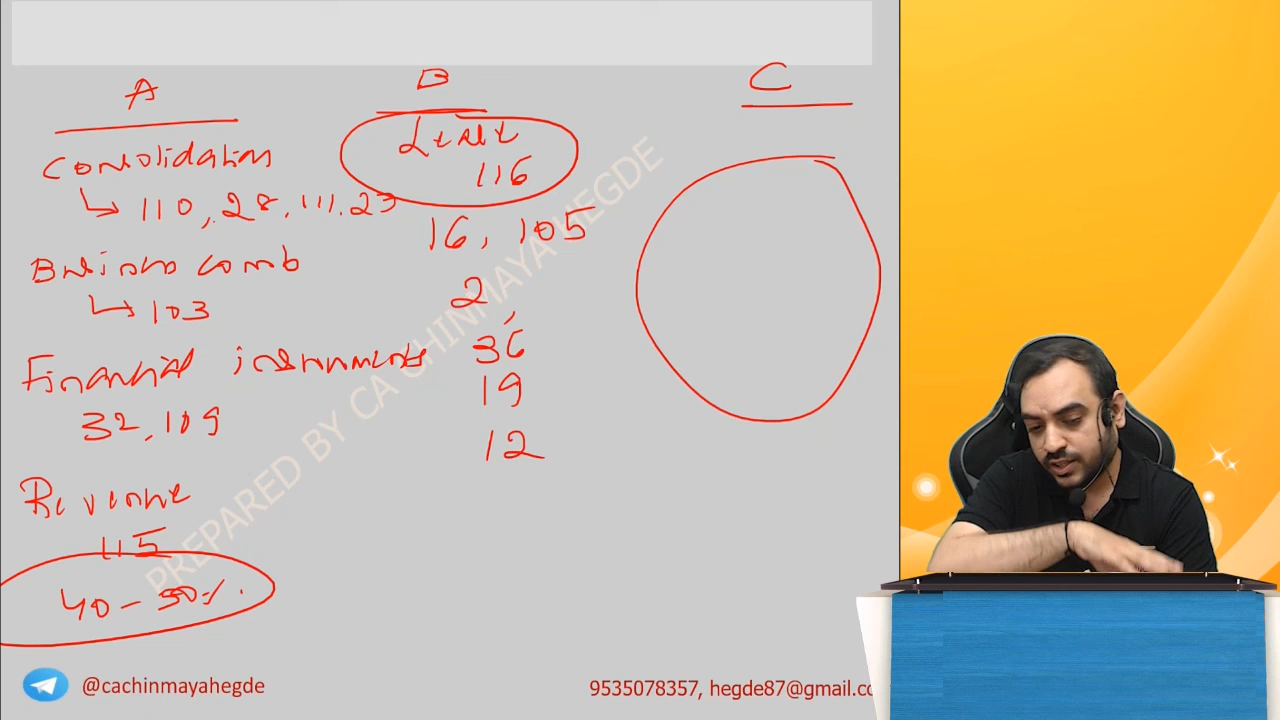 A
Consolidation
110, 28, 111, 23
Business comb
103
Financial instruments
32, 109
Revenue
115
40 - 50%.
B
Lease
116
16, 105
2,
36
19
12
C
PREPARED BY CA CHINMAYA HEGDE
@cachinmayahegde
9535078357, hegde87@gmail.co